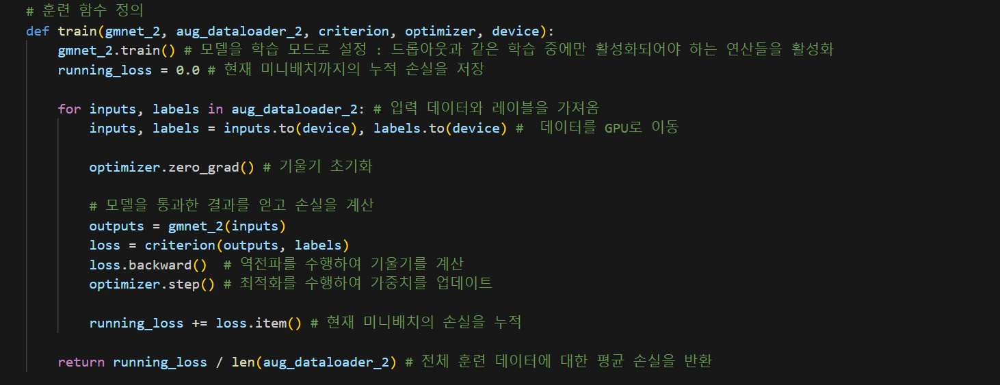 # 훈련 함수 정의
def train(gmnet_2, aug_dataloader_2, criterion, optimizer, device):
    gmnet_2.train() # 모델을 학습 모드로 설정 : 드롭아웃과 같은 학습 중에만 활성화되어야 하는 연산들을 활성화
    running_loss = 0.0 # 현재 미니배치까지의 누적 손실을 저장
    for inputs, labels in aug_dataloader_2: # 입력 데이터와 레이블을 가져옴
        inputs, labels = inputs.to(device), labels.to(device) #  데이터를 GPU로 이동
        optimizer.zero_grad() # 기울기 초기화
        # 모델을 통과한 결과를 얻고 손실을 계산
        outputs = gmnet_2(inputs)
        loss = criterion(outputs, labels)
        loss.backward()  # 역전파를 수행하여 기울기를 계산
        optimizer.step() # 최적화를 수행하여 가중치를 업데이트
        running_loss += loss.item() # 현재 미니배치의 손실을 누적
    return running_loss / len(aug_dataloader_2) # 전체 훈련 데이터에 대한 평균 손실을 반환